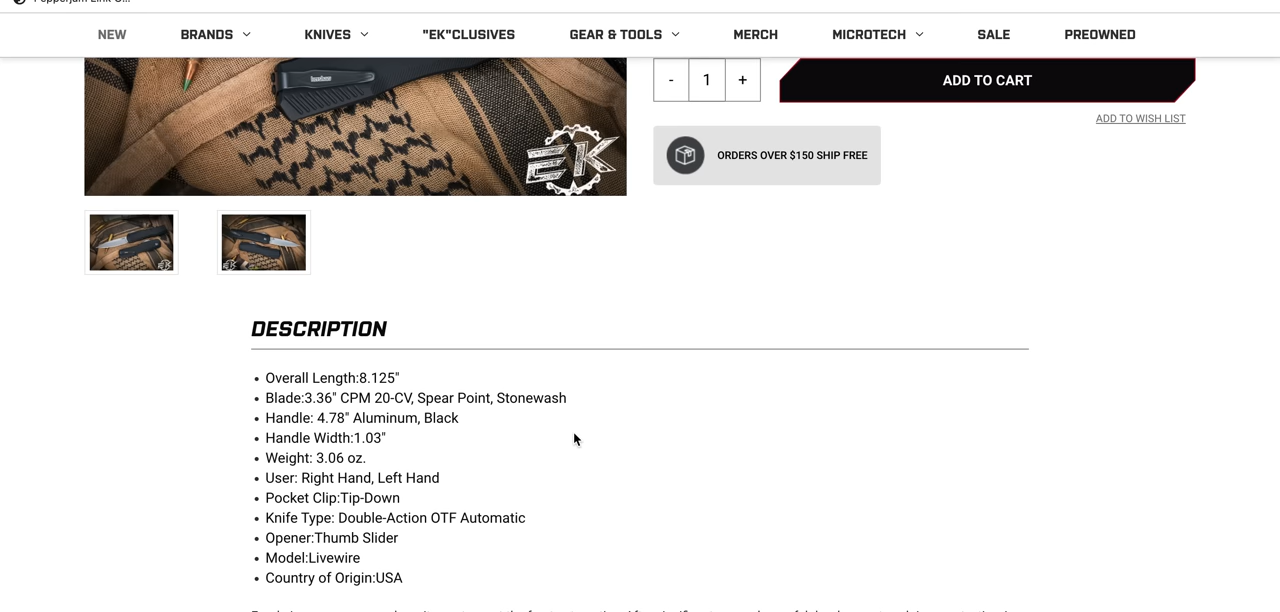 NEW BRANDS KNIVES "EK"CLUSIVES GEAR & TOOLS MERCH MICROTECH SALE PREOWNED
- 1 +
ADD TO CART
ADD TO WISH LIST
ORDERS OVER $150 SHIP FREE
EK
DESCRIPTION
Overall Length:8.125"
Blade:3.36" CPM 20-CV, Spear Point, Stonewash
Handle: 4.78" Aluminum, Black
Handle Width:1.03"
Weight: 3.06 oz.
User: Right Hand, Left Hand
Pocket Clip:Tip-Down
Knife Type: Double-Action OTF Automatic
Opener:Thumb Slider
Model:Livewire
Country of Origin:USA